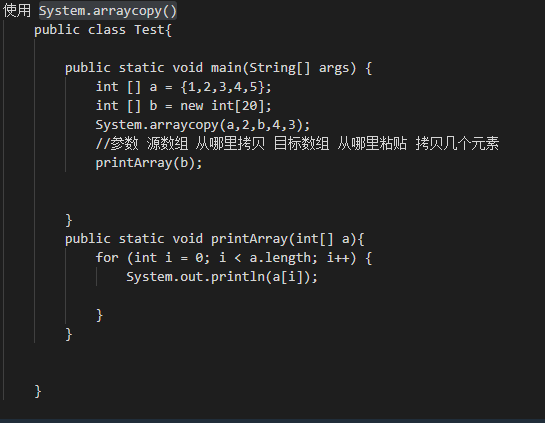 使用 System.arraycopy()
public class Test{
public static void main(String[] args) {
int [] a = {1,2,3,4,5};
int [] b = new int[20];
System.arraycopy(a,2,b,4,3);
//参数 源数组 从哪里拷贝 目标数组 从哪里粘贴 拷贝几个元素
printArray(b);
}
public static void printArray(int[] a){
for (int i = 0; i < a.length; i++) {
System.out.println(a[i]);
}
}
}